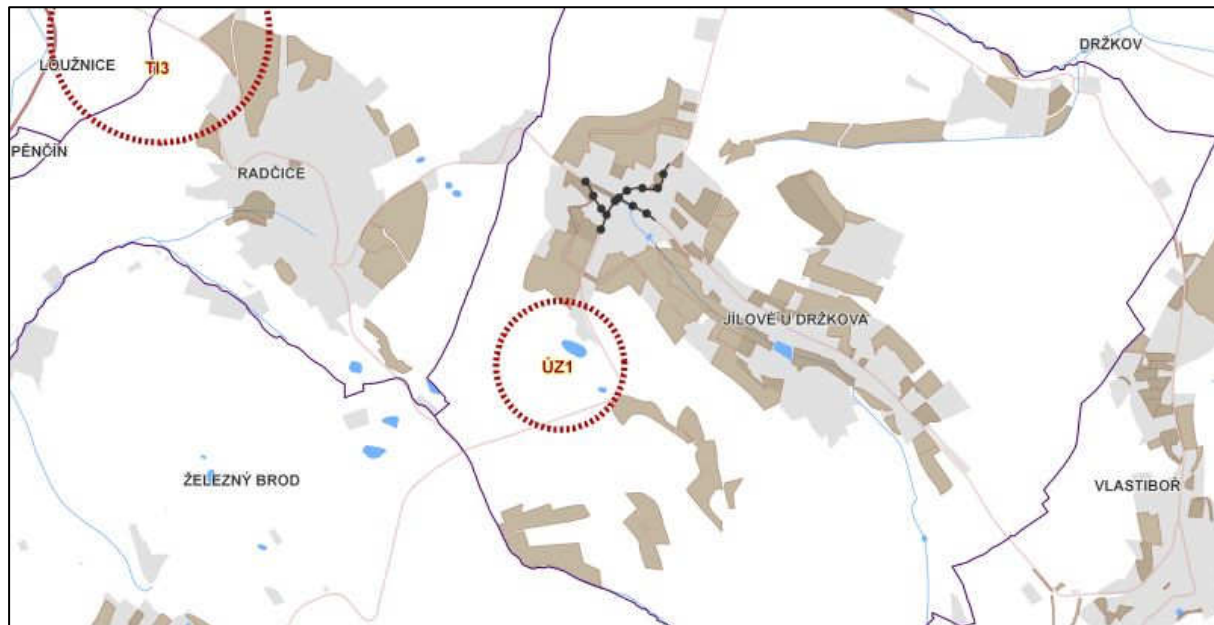 DRŽKOV
LOUŽNICE
TI3
PĚNČÍN
RADČICE
JÍLOVÉ U DRŽKOVA
ÚZ1
ŽELEZNÝ BROD
VLASTIBOŘ